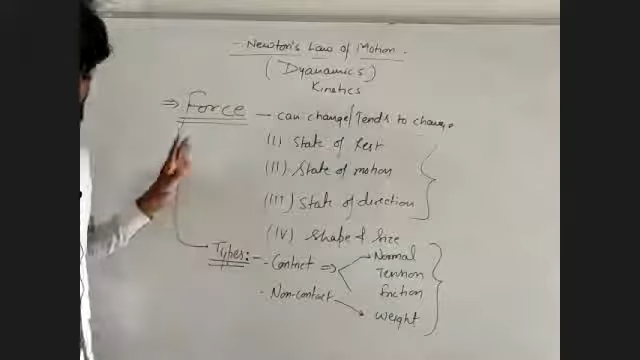 - Newton's Law of Motion.
(Dyanamics)
Kinetics
⇒ Force - can change/Tends to change.
(I) State of Rest
(II) State of motion
(III) State of direction
(IV) Shape & Size
Types:-
- Contact ⇒ Normal
Tension
friction
- Non-contact → Weight